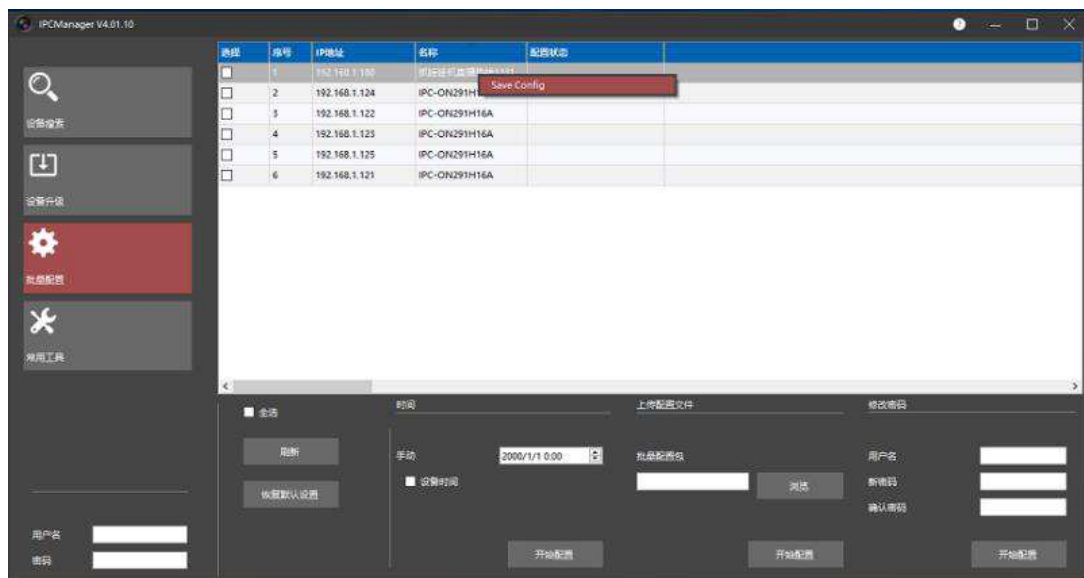 IPCManager V4.01.10
选择 序号 IP地址 名称 配置状态
1 192.168.1.180
Save Config
2 192.168.1.124 IPC-ON291H1
3 192.168.1.122 IPC-ON291H16A
4 192.168.1.123 IPC-ON291H16A
5 192.168.1.125 IPC-ON291H16A
6 192.168.1.121 IPC-ON291H16A
设备搜索
设备升级
批量配置
常用工具
用户名
密码
全选
刷新
恢复默认设置
时间
手动 2000/1/1 0:00
设备时间
开始配置
上传配置文件
批量配置包
浏览
开始配置
修改密码
用户名
新密码
确认密码
开始配置